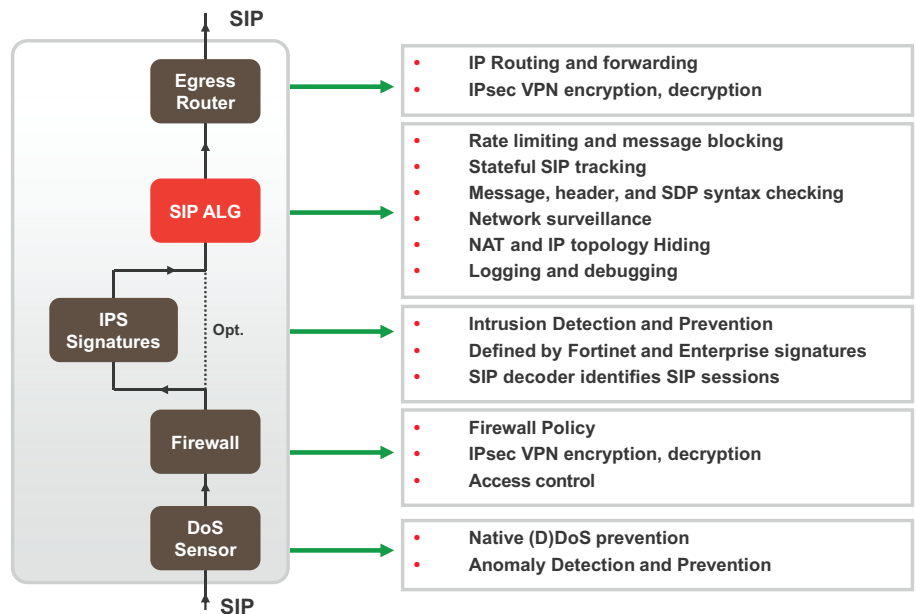 SIP
Egress
Router
• IP Routing and forwarding
• IPsec VPN encryption, decryption
SIP ALG
• Rate limiting and message blocking
• Stateful SIP tracking
• Message, header, and SDP syntax checking
• Network surveillance
• NAT and IP topology Hiding
• Logging and debugging
IPS
Signatures
Opt.
• Intrusion Detection and Prevention
• Defined by Fortinet and Enterprise signatures
• SIP decoder identifies SIP sessions
Firewall
• Firewall Policy
• IPsec VPN encryption, decryption
• Access control
DoS
Sensor
• Native (D)DoS prevention
• Anomaly Detection and Prevention
SIP